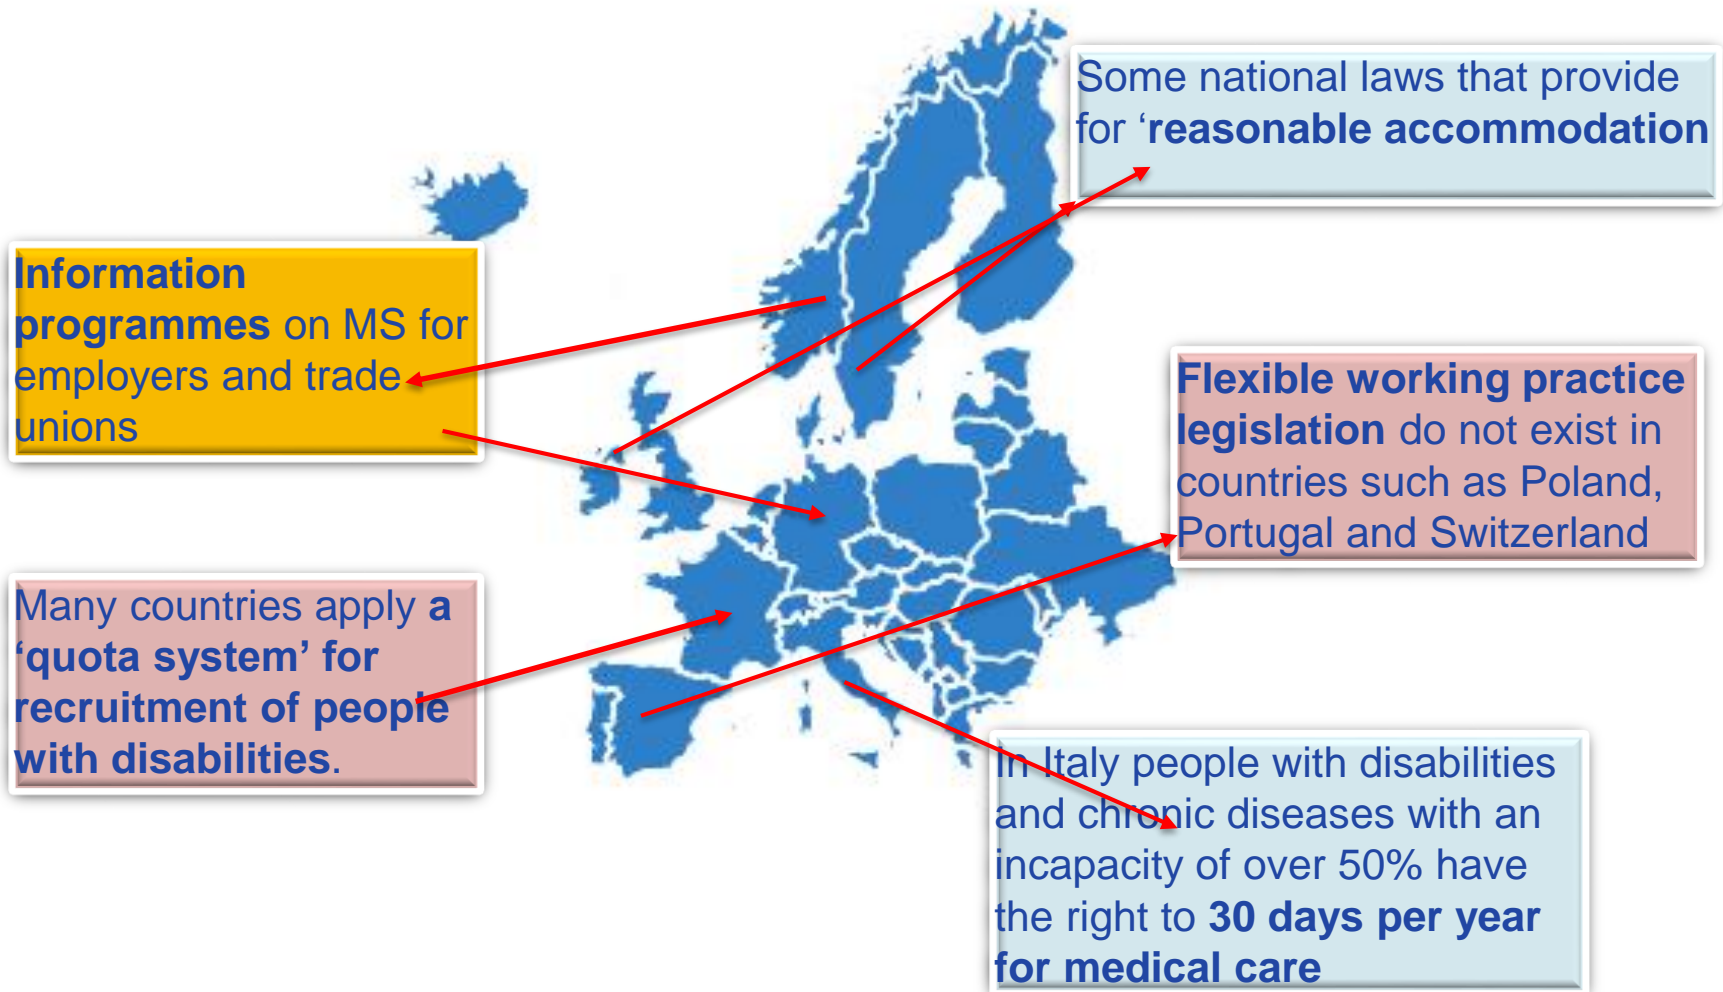 Some national laws that provide
for ‘reasonable accommodation
Information
programmes on MS for
employers and trade
unions
Flexible working practice
legislation do not exist in
countries such as Poland,
Portugal and Switzerland
Many countries apply a
‘quota system’ for
recruitment of people
with disabilities.
In Italy people with disabilities
and chronic diseases with an
incapacity of over 50% have
the right to 30 days per year
for medical care